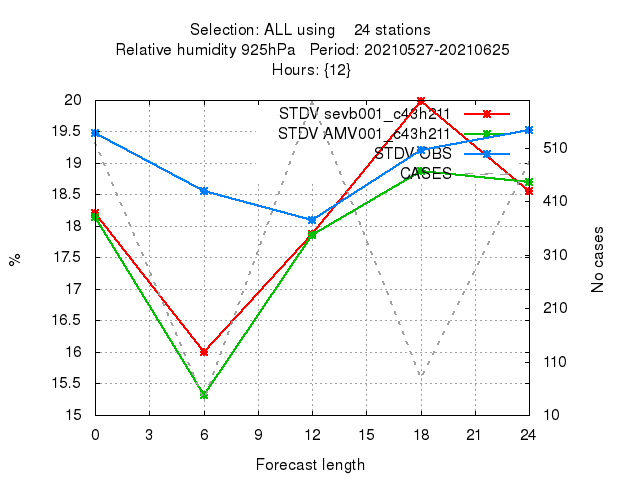 Selection: ALL using    24 stations
Relative humidity 925hPa   Period: 20210527-20210625
Hours: {12}
STDV sevb001_c43h211
STDV AMV001_c43h211
STDV OBS
CASES
20
19.5
19
18.5
18
17.5
17
16.5
16
15.5
15
%
510
410
310
210
110
10
No cases
0 3 6 9 12 15 18 21 24
Forecast length